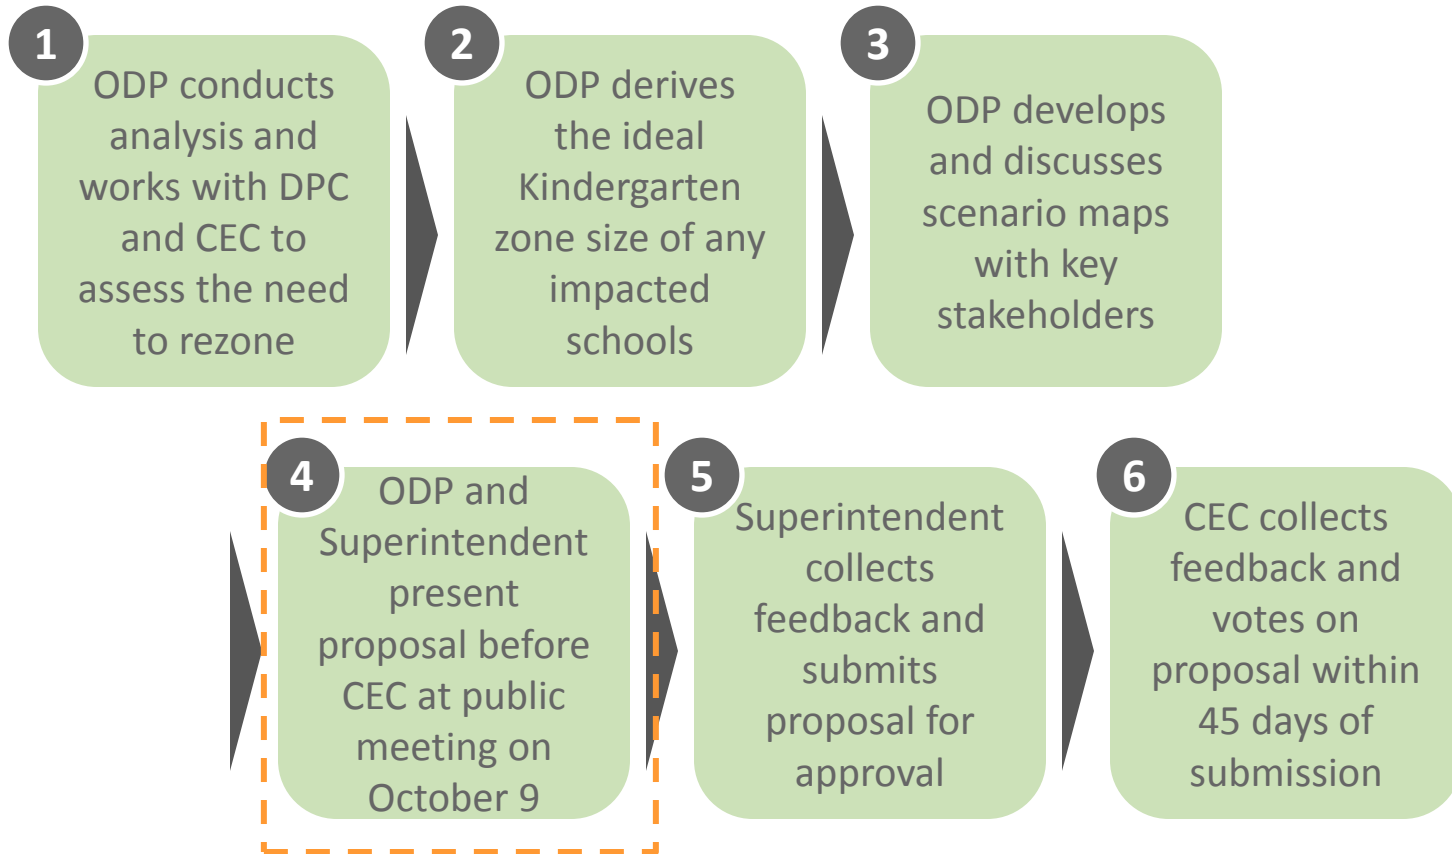 1
ODP conducts
analysis and
works with DPC
and CEC to
assess the need
to rezone
2
ODP derives
the ideal
Kindergarten
zone size of any
impacted
schools
3
ODP develops
and discusses
scenario maps
with key
stakeholders
4
ODP and
Superintendent
present
proposal before
CEC at public
meeting on
October 9
5
Superintendent
collects
feedback and
submits
proposal for
approval
6
CEC collects
feedback and
votes on
proposal within
45 days of
submission